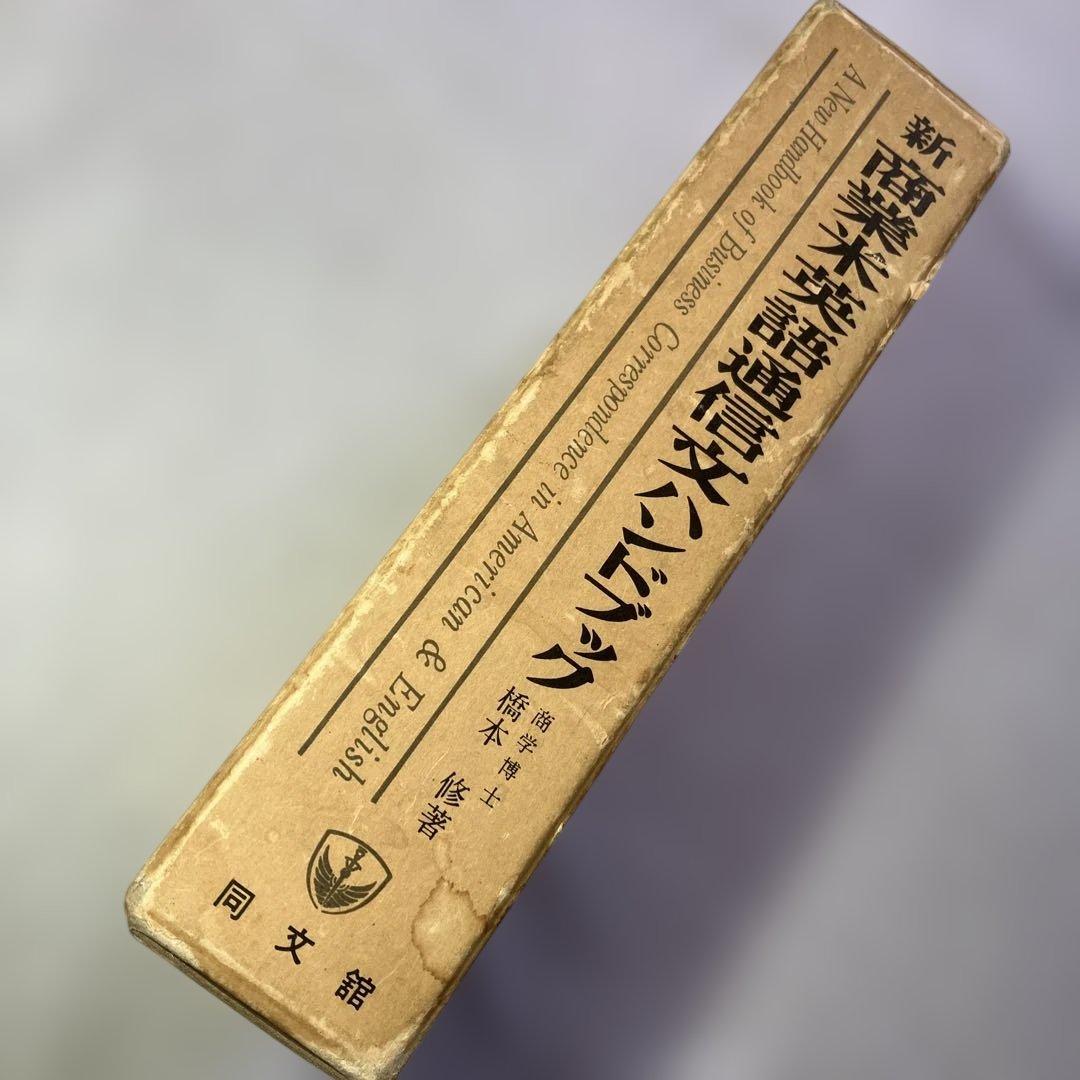 新商業米英語通信文ハンドブック
A New Handbook of Business Correspondence in American & English
商学博士
橋本 修著
同文舘